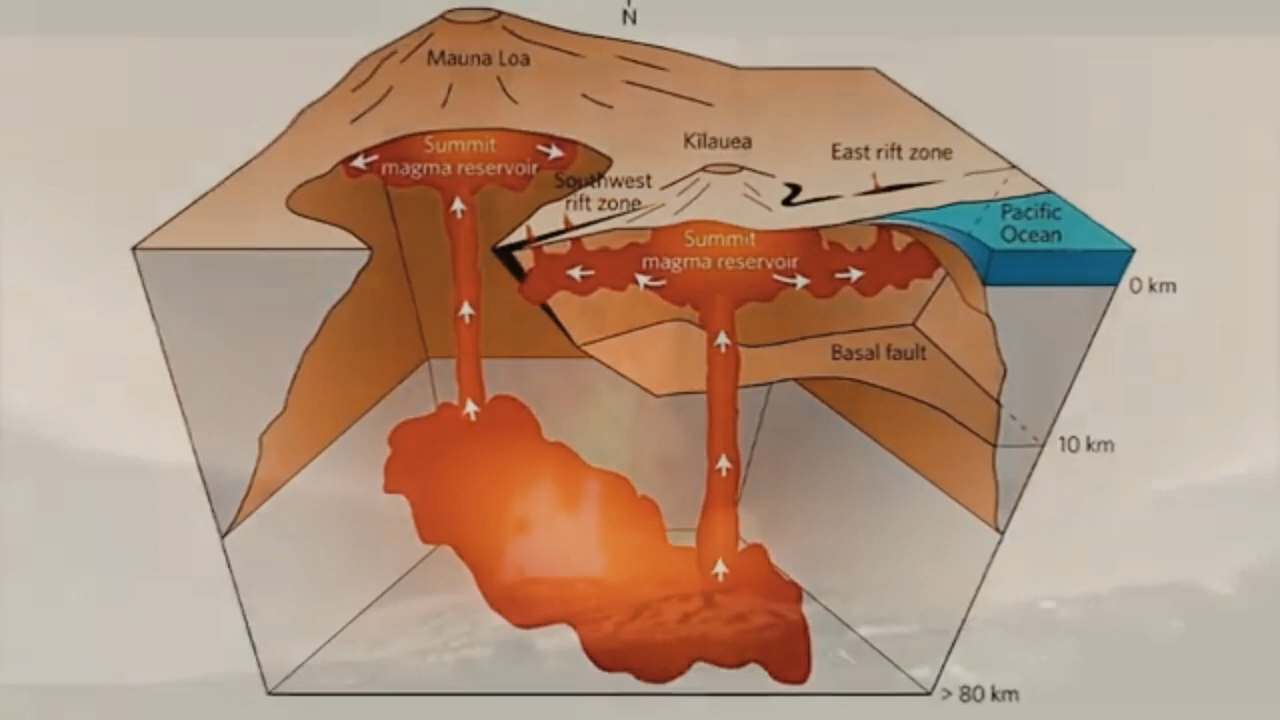 N
Mauna Loa
Summit
magma reservoir
Kīlauea
East rift zone
Southwest
rift zone
Pacific
Ocean
Summit
magma reservoir
0 km
Basal fault
10 km
> 80 km